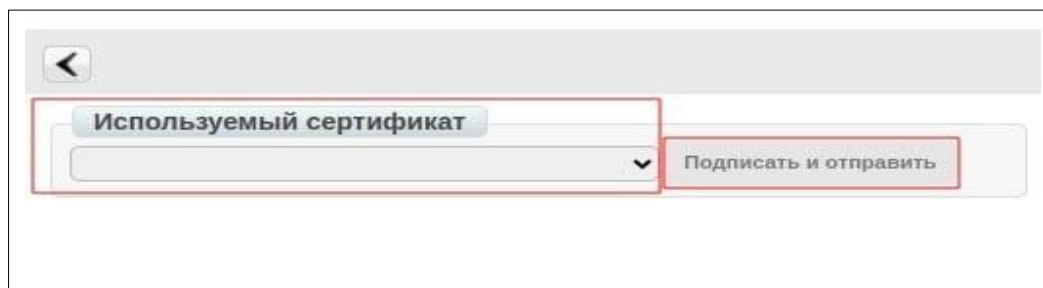 Используемый сертификат
Подписать и отправить